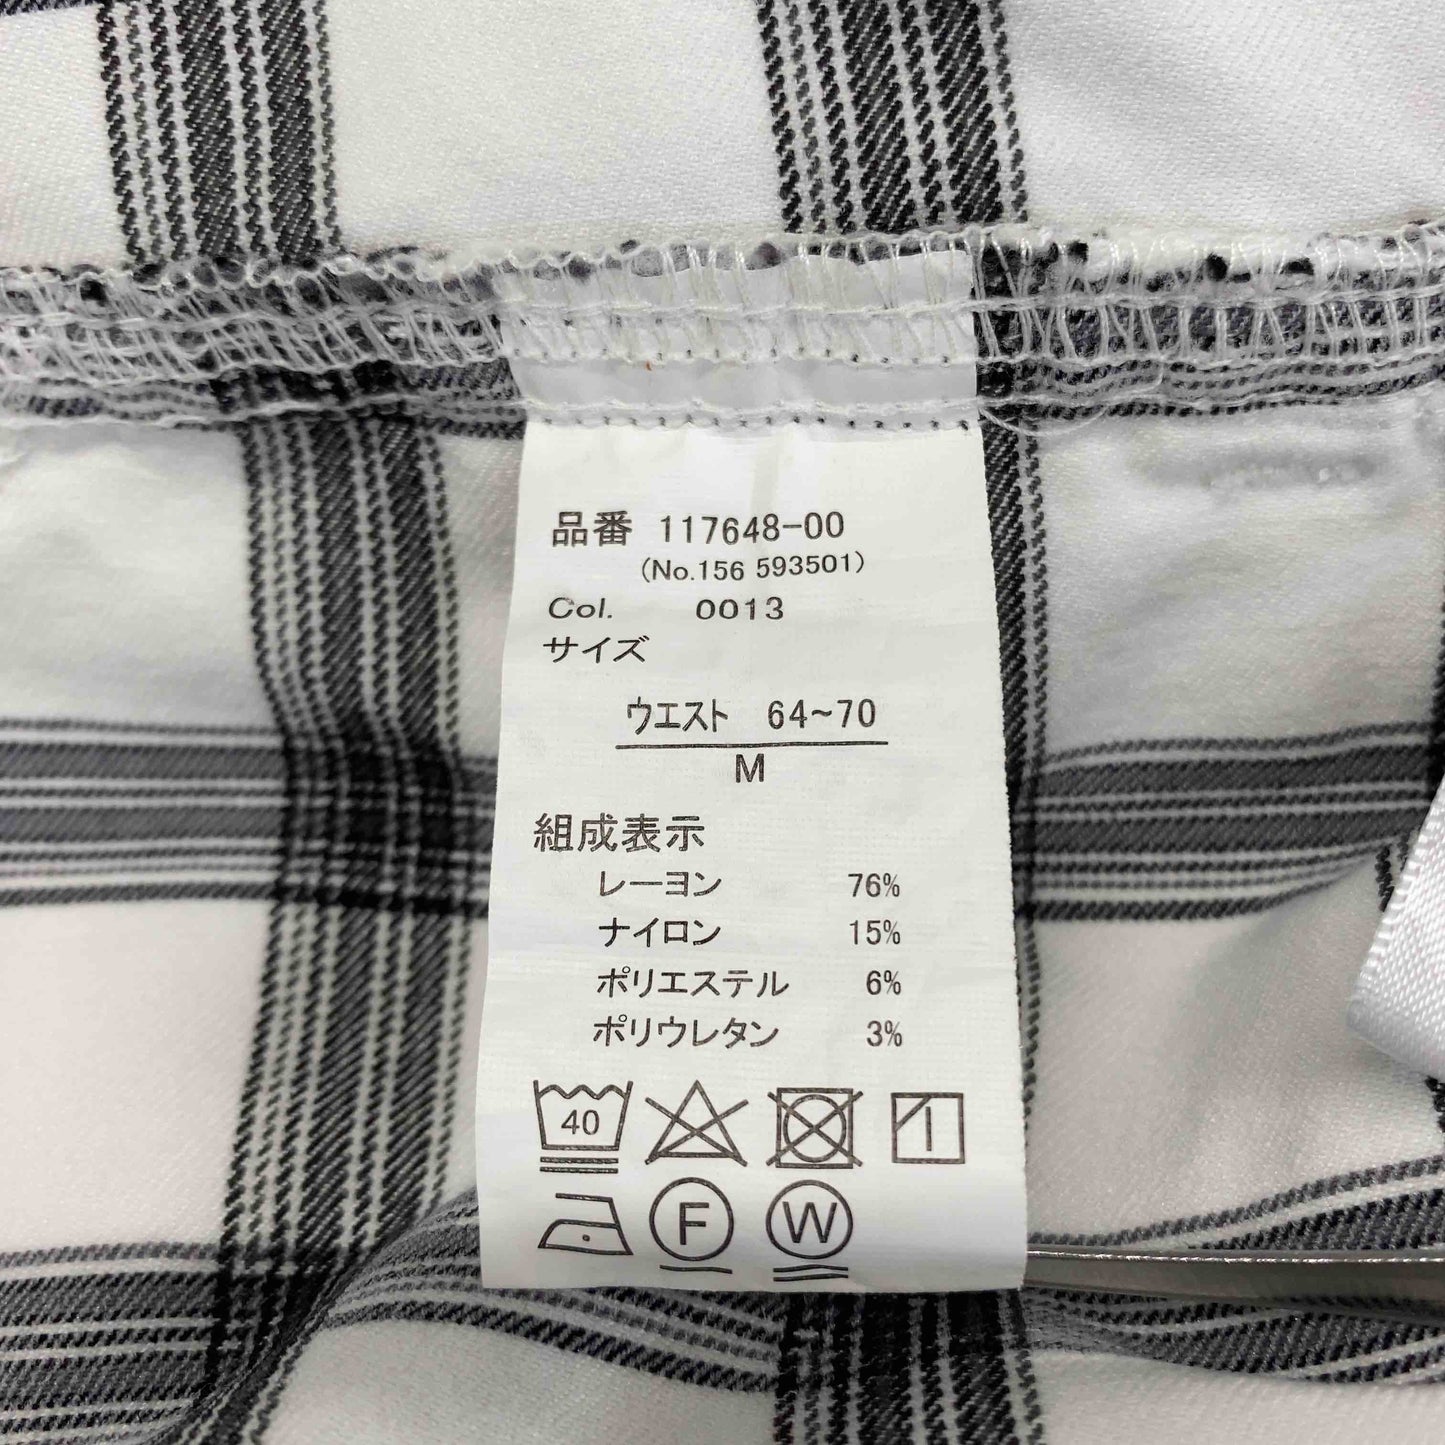 品番 117648-00
(No.156 593501)
Col. 0013
サイズ
ウエスト 64~70
M
組成表示
レーヨン 76%
ナイロン 15%
ポリエステル 6%
ポリウレタン 3%
40
F W